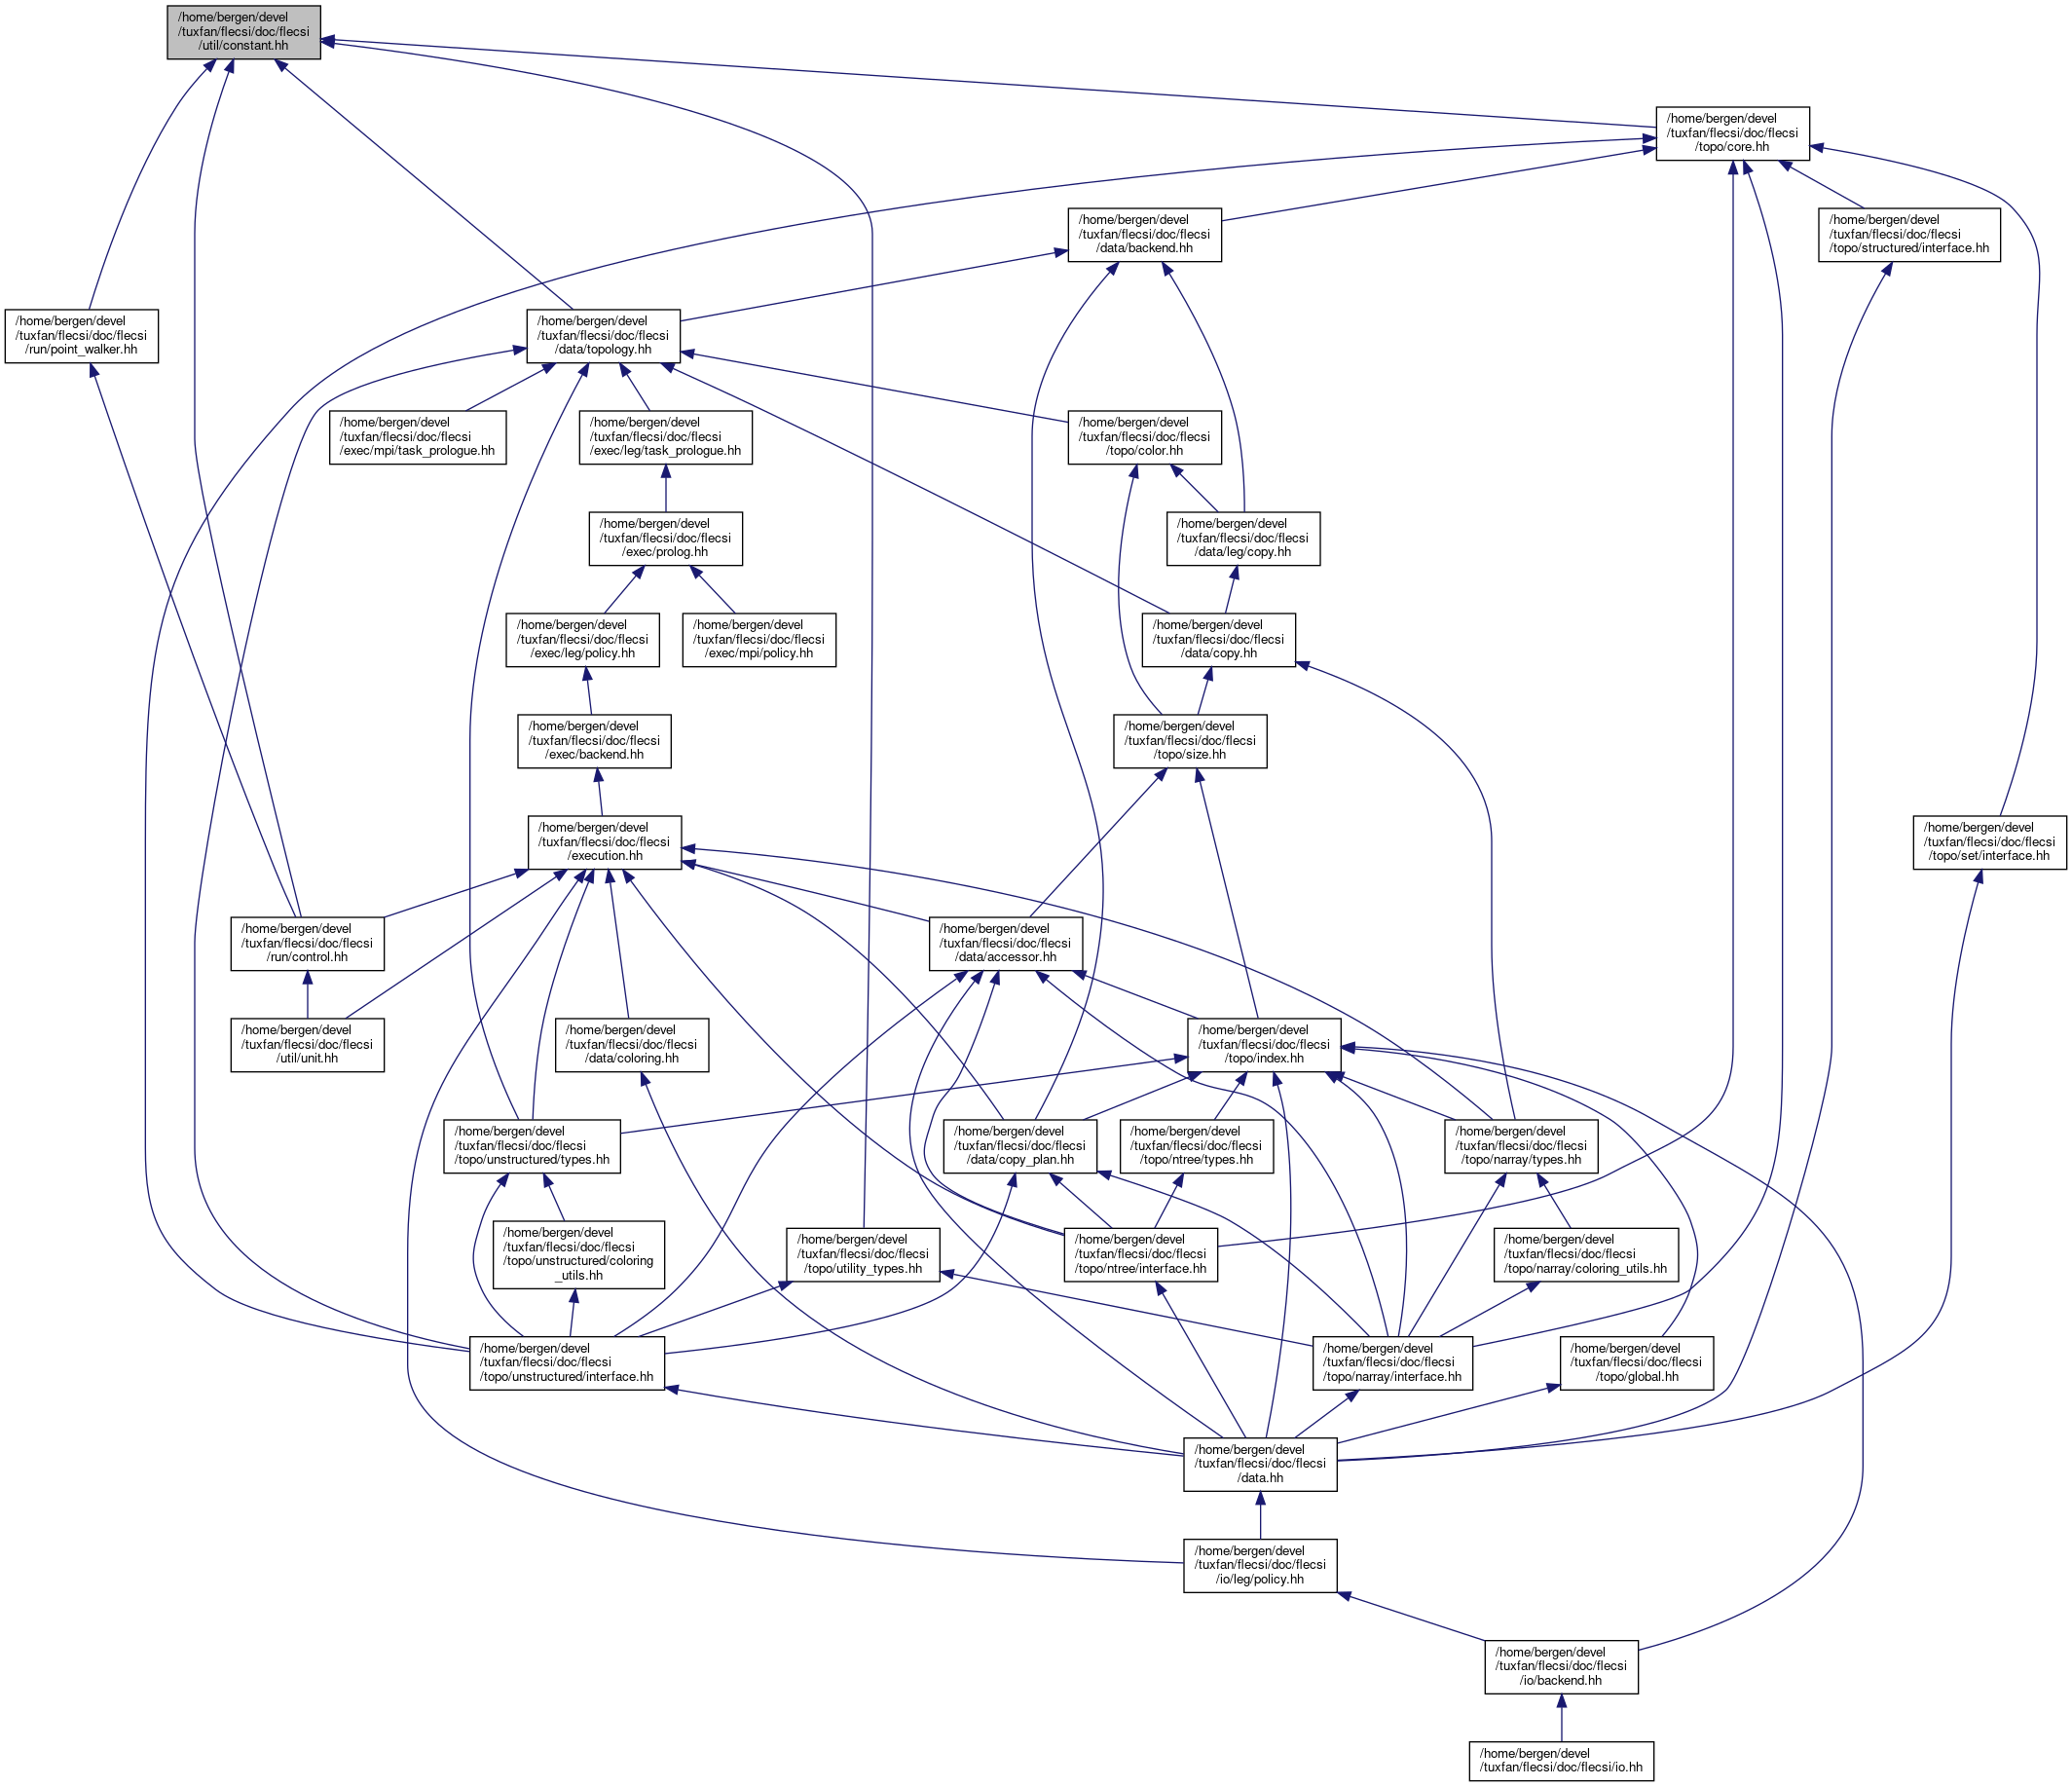 /home/bergen/devel
/tuxfan/flecsi/doc/flecsi
/util/constant.hh
/home/bergen/devel
/tuxfan/flecsi/doc/flecsi
/topo/core.hh
/home/bergen/devel
/tuxfan/flecsi/doc/flecsi
/data/backend.hh
/home/bergen/devel
/tuxfan/flecsi/doc/flecsi
/topo/structured/interface.hh
/home/bergen/devel
/tuxfan/flecsi/doc/flecsi
/run/point_walker.hh
/home/bergen/devel
/tuxfan/flecsi/doc/flecsi
/data/topology.hh
/home/bergen/devel
/tuxfan/flecsi/doc/flecsi
/exec/mpi/task_prologue.hh
/home/bergen/devel
/tuxfan/flecsi/doc/flecsi
/exec/leg/task_prologue.hh
/home/bergen/devel
/tuxfan/flecsi/doc/flecsi
/topo/color.hh
/home/bergen/devel
/tuxfan/flecsi/doc/flecsi
/exec/prolog.hh
/home/bergen/devel
/tuxfan/flecsi/doc/flecsi
/data/leg/copy.hh
/home/bergen/devel
/tuxfan/flecsi/doc/flecsi
/exec/leg/policy.hh
/home/bergen/devel
/tuxfan/flecsi/doc/flecsi
/exec/mpi/policy.hh
/home/bergen/devel
/tuxfan/flecsi/doc/flecsi
/data/copy.hh
/home/bergen/devel
/tuxfan/flecsi/doc/flecsi
/exec/backend.hh
/home/bergen/devel
/tuxfan/flecsi/doc/flecsi
/topo/size.hh
/home/bergen/devel
/tuxfan/flecsi/doc/flecsi
/execution.hh
/home/bergen/devel
/tuxfan/flecsi/doc/flecsi
/topo/set/interface.hh
/home/bergen/devel
/tuxfan/flecsi/doc/flecsi
/run/control.hh
/home/bergen/devel
/tuxfan/flecsi/doc/flecsi
/data/accessor.hh
/home/bergen/devel
/tuxfan/flecsi/doc/flecsi
/util/unit.hh
/home/bergen/devel
/tuxfan/flecsi/doc/flecsi
/data/coloring.hh
/home/bergen/devel
/tuxfan/flecsi/doc/flecsi
/topo/index.hh
/home/bergen/devel
/tuxfan/flecsi/doc/flecsi
/topo/unstructured/types.hh
/home/bergen/devel
/tuxfan/flecsi/doc/flecsi
/data/copy_plan.hh
/home/bergen/devel
/tuxfan/flecsi/doc/flecsi
/topo/ntree/types.hh
/home/bergen/devel
/tuxfan/flecsi/doc/flecsi
/topo/narray/types.hh
/home/bergen/devel
/tuxfan/flecsi/doc/flecsi
/topo/unstructured/coloring
_utils.hh
/home/bergen/devel
/tuxfan/flecsi/doc/flecsi
/topo/utility_types.hh
/home/bergen/devel
/tuxfan/flecsi/doc/flecsi
/topo/ntree/interface.hh
/home/bergen/devel
/tuxfan/flecsi/doc/flecsi
/topo/narray/coloring_utils.hh
/home/bergen/devel
/tuxfan/flecsi/doc/flecsi
/topo/unstructured/interface.hh
/home/bergen/devel
/tuxfan/flecsi/doc/flecsi
/topo/narray/interface.hh
/home/bergen/devel
/tuxfan/flecsi/doc/flecsi
/topo/global.hh
/home/bergen/devel
/tuxfan/flecsi/doc/flecsi
/data.hh
/home/bergen/devel
/tuxfan/flecsi/doc/flecsi
/io/leg/policy.hh
/home/bergen/devel
/tuxfan/flecsi/doc/flecsi
/io/backend.hh
/home/bergen/devel
/tuxfan/flecsi/doc/flecsi/io.hh